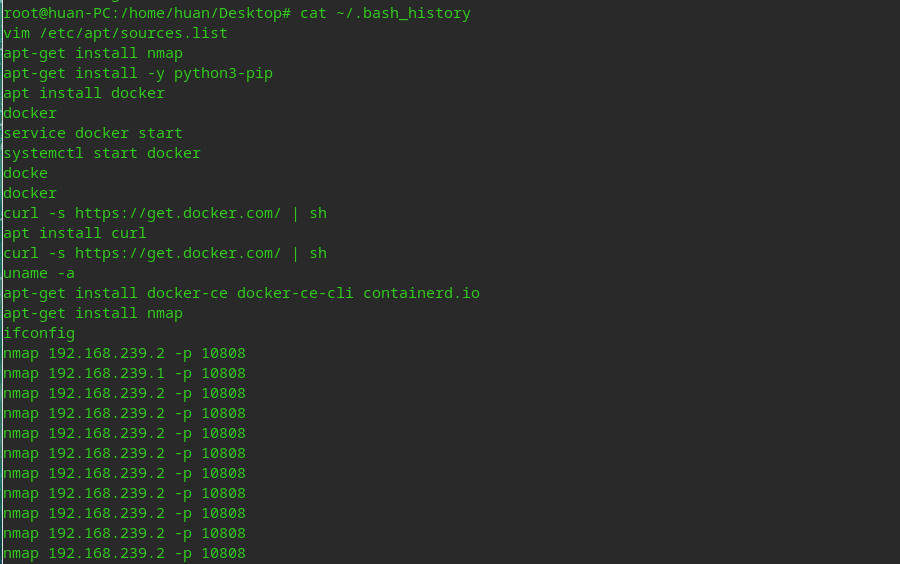 root@huan-PC:/home/huan/Desktop# cat ~/.bash_history
vim /etc/apt/sources.list
apt-get install nmap
apt-get install -y python3-pip
apt install docker
docker
service docker start
systemctl start docker
docke
docker
curl -s https://get.docker.com/ | sh
apt install curl
curl -s https://get.docker.com/ | sh
uname -a
apt-get install docker-ce docker-ce-cli containerd.io
apt-get install nmap
ifconfig
nmap 192.168.239.2 -p 10808
nmap 192.168.239.1 -p 10808
nmap 192.168.239.2 -p 10808
nmap 192.168.239.2 -p 10808
nmap 192.168.239.2 -p 10808
nmap 192.168.239.2 -p 10808
nmap 192.168.239.2 -p 10808
nmap 192.168.239.2 -p 10808
nmap 192.168.239.2 -p 10808
nmap 192.168.239.2 -p 10808
nmap 192.168.239.2 -p 10808